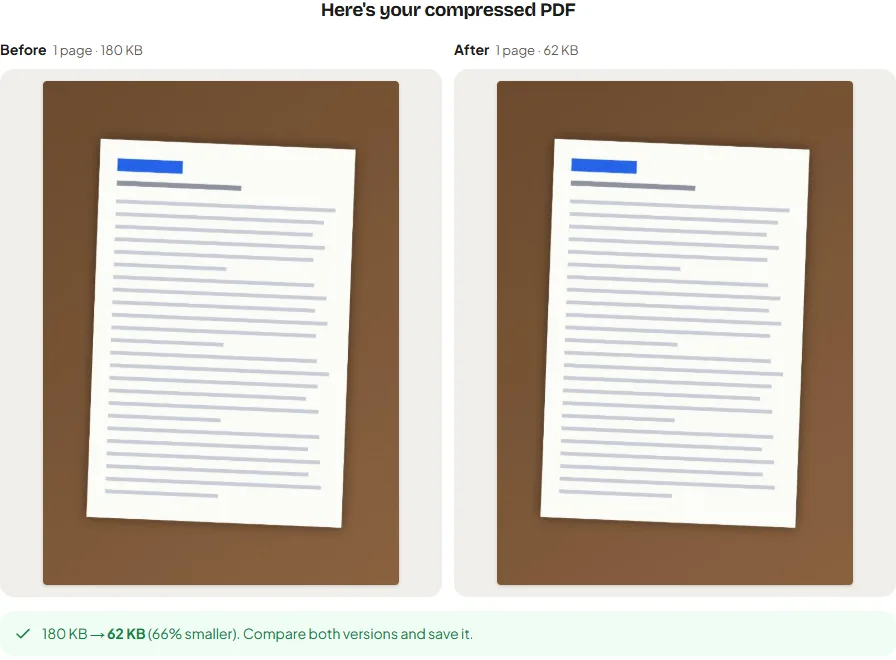 Here's your compressed PDF
Before 1 page · 180 KB
After 1 page · 62 KB
180 KB → 62 KB (66% smaller). Compare both versions and save it.